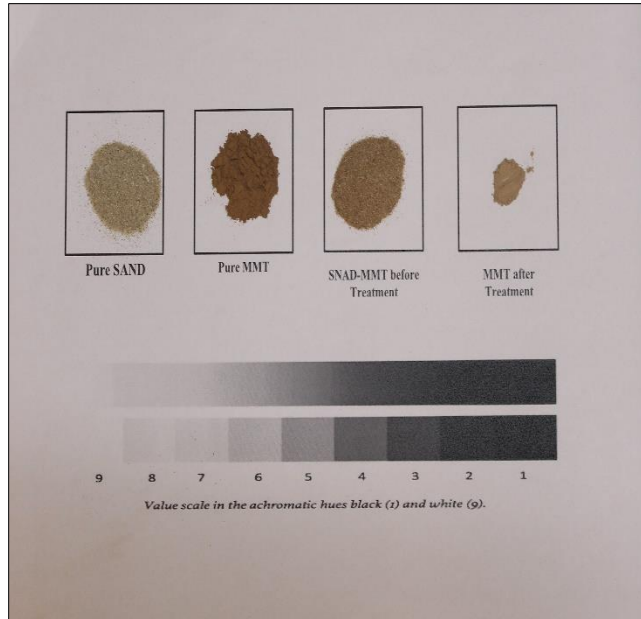 Pure SAND
Pure MMT
SNAD-MMT before
Treatment
MMT after
Treatment
9 8 7 6 5 4 3 2 1
Value scale in the achromatic hues black (1) and white (9).